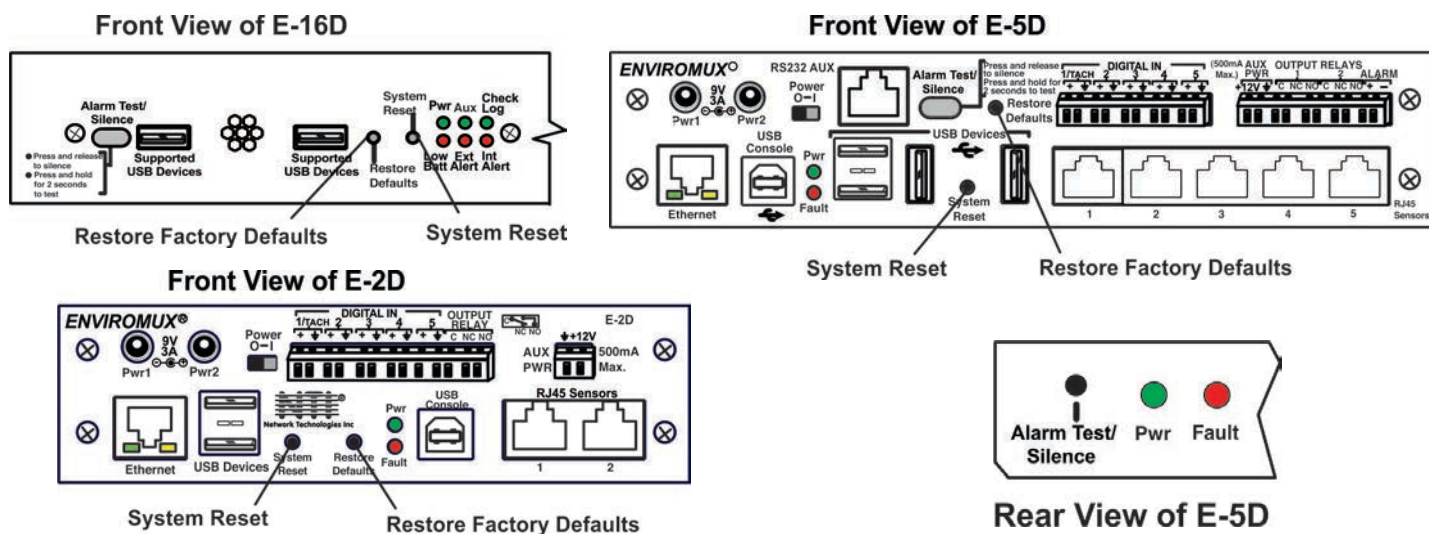 Front View of E-16D
Alarm Test/
Silence
Supported
USB Devices
Supported
USB Devices
System
Reset
Restore
Defaults
Pwr Aux Check
Log
Low
Batt
Ext
Alert
Int
Alert
● Press and release
to silence
● Press and hold
for 2 seconds
to test
Restore Factory Defaults
System Reset
Front View of E-5D
ENVIROMUX
9V
3A
Pwr1
Pwr2
Power
O–I
RS232 AUX
Alarm Test/
Silence
Press and release
to silence
Press and hold for
2 seconds to test
Restore
Defaults
DIGITAL IN
1/TACH 2 3 4 5
+ + + + +
(500mA
Max.)
AUX
PWR
+12V
OUTPUT RELAYS
1 2
C NC NO C NC NO
ALARM
+ –
Ethernet
USB
Console
Pwr
Fault
USB Devices
System
Reset
1 2 3 4 5
RJ45
Sensors
System Reset
Restore Factory Defaults
Front View of E-2D
ENVIROMUX®
9V
3A
Pwr1
Pwr2
Power
O–I
DIGITAL IN
1/TACH 2 3 4 5
+ + + + +
OUTPUT
RELAY
C NC NO
C
NC NO
E-2D
+12V
AUX
PWR
500mA
Max.
Ethernet
USB Devices
Network Technologies Inc
System
Reset
Restore
Defaults
Pwr
Fault
USB
Console
RJ45 Sensors
1 2
System Reset
Restore Factory Defaults
Alarm Test/
Silence
Pwr
Fault
Rear View of E-5D